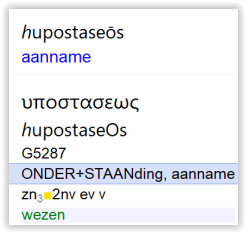 hupostaseōs
aanname
υποστασεως
hupostaseOs
G5287
ONDER+STAANding, aanname
zn3■2nv ev v
wezen